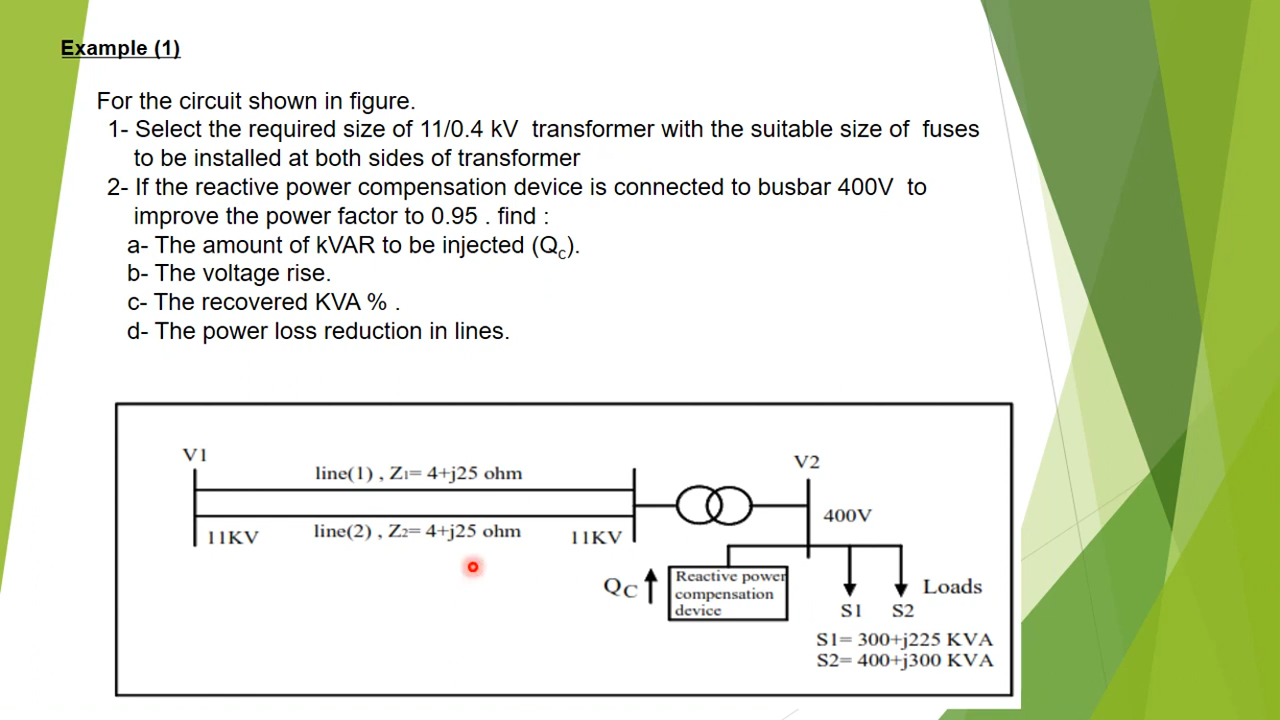 Example (1)
For the circuit shown in figure.
1- Select the required size of 11/0.4 kV transformer with the suitable size of fuses
to be installed at both sides of transformer
2- If the reactive power compensation device is connected to busbar 400V to
improve the power factor to 0.95 . find :
a- The amount of kVAR to be injected (Qc).
b- The voltage rise.
c- The recovered KVA % .
d- The power loss reduction in lines.
V1
line(1) , Z1= 4+j25 ohm
V2
400V
11KV
line(2) , Z2= 4+j25 ohm
11KV
QC
Reactive power
compensation
device
Loads
S1 S2
S1= 300+j225 KVA
S2= 400+j300 KVA